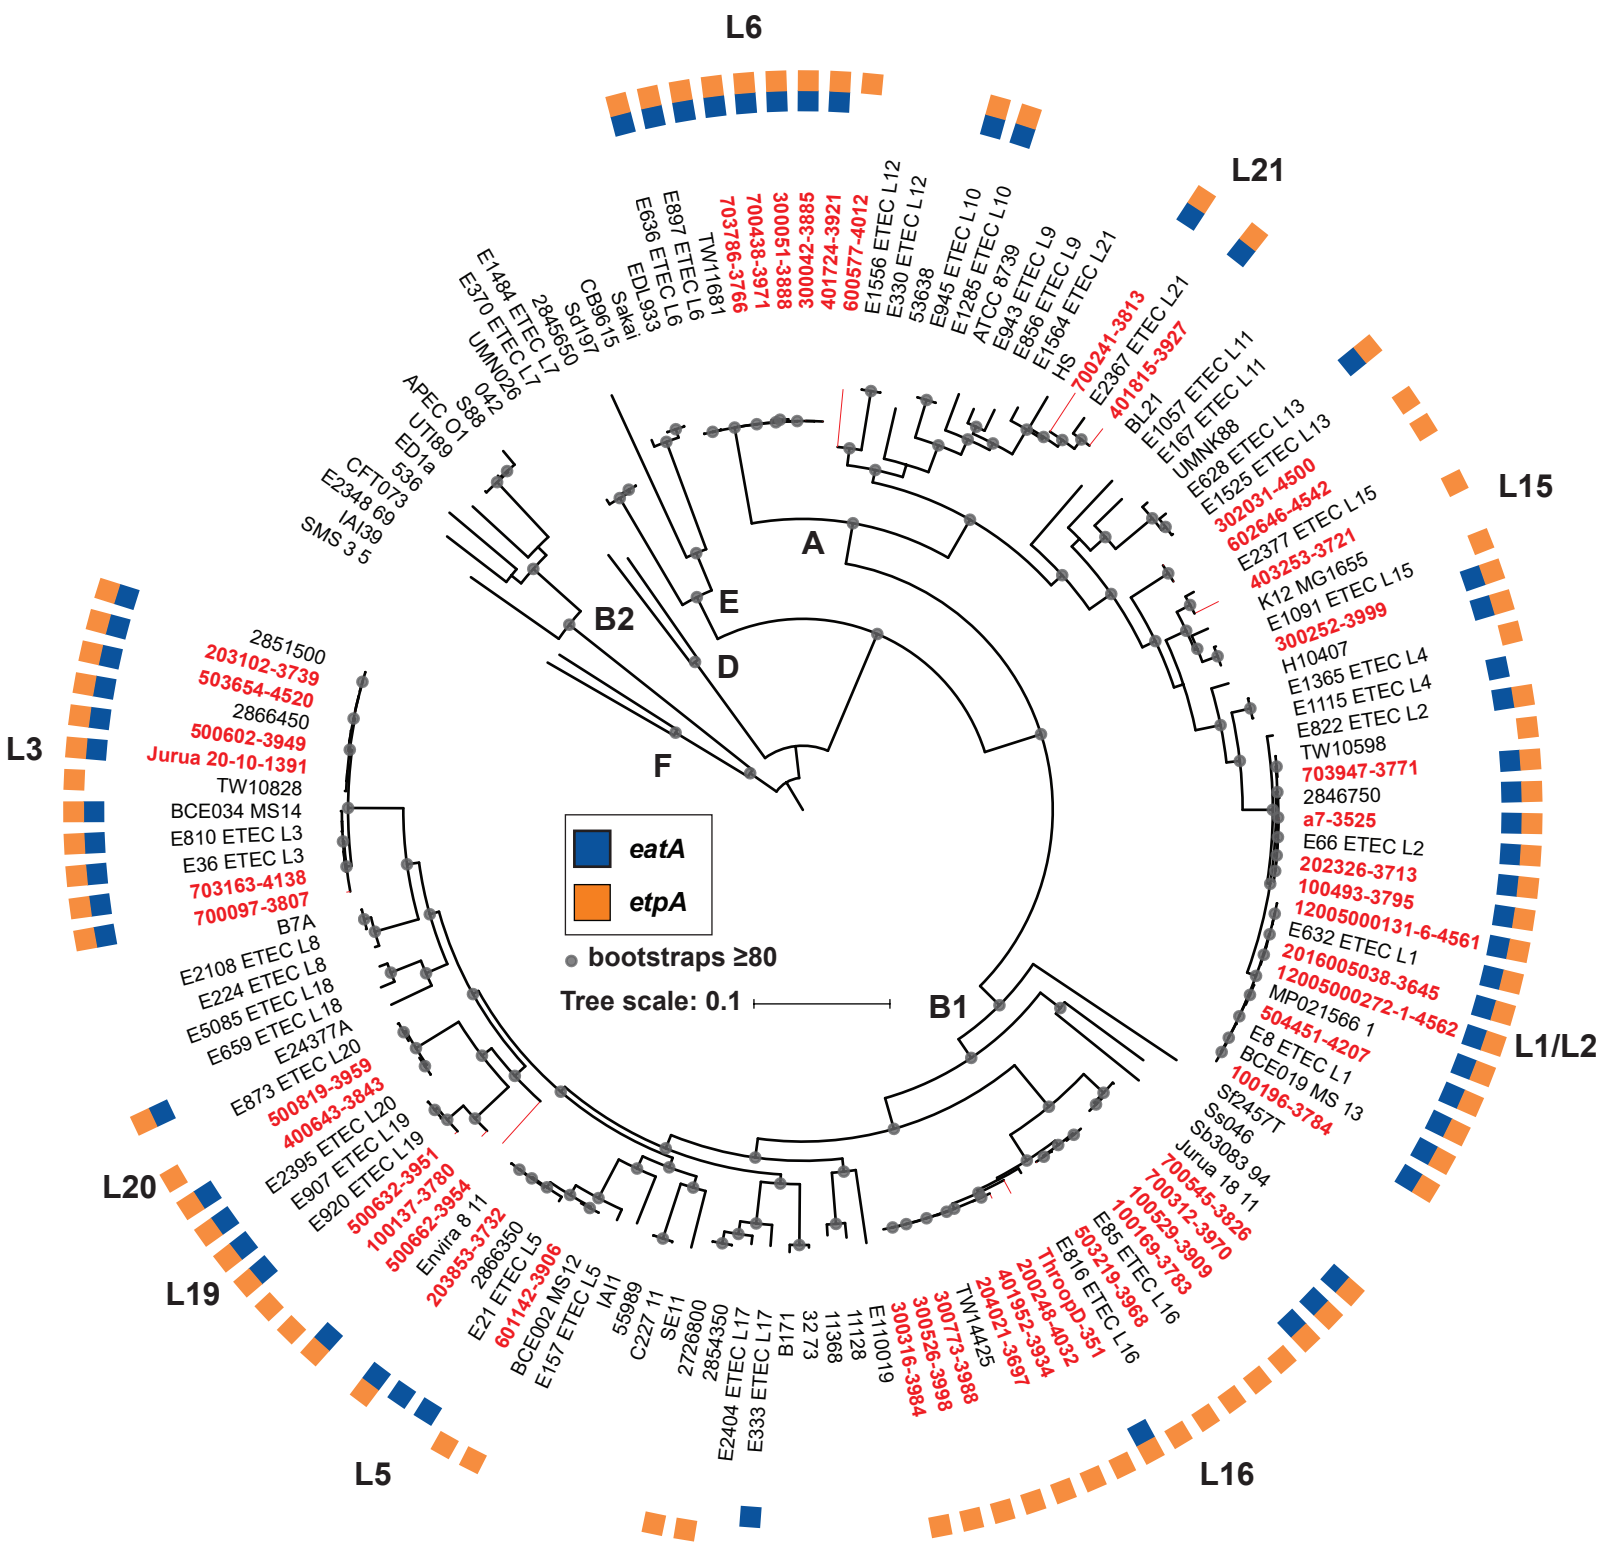 L6
L21
L15
L1/L2
L16
L5
L19
L20
L3
SMS 3 5
IAI39
E2348 69
CFT073
536
ED1a
UTI89
APEC O1
S88
042
UMN026
E370 ETEC L7
E1484 ETEC L7
2845650
Sd197
CB9615
Sakai
EDL933
E636 ETEC L6
E897 ETEC L6
TW11681
703786-3766
700438-3971
300051-3888
300042-3885
401724-3921
600577-4012
E1556 ETEC L12
E330 ETEC L12
53638
E945 ETEC L10
E1285 ETEC L10
ATCC 8739
E943 ETEC L9
E856 ETEC L9
E1564 ETEC L21
HS
700241-3813
E2367 ETEC L21
401815-3927
BL21
E1057 ETEC L11
E167 ETEC L11
UMNK88
E628 ETEC L13
E1525 ETEC L13
302031-4500
602646-4542
E2377 ETEC L15
403253-3721
K12 MG1655
E1091 ETEC L15
300252-3999
H10407
E1365 ETEC L4
E1115 ETEC L4
E822 ETEC L2
TW10598
703947-3771
2846750
a7-3525
E66 ETEC L2
202326-3713
100493-3795
12005000131-6-4561
E632 ETEC L1
2016005038-3645
12005000272-1-4562
MP021566 1
504451-4207
E8 ETEC L1
BCE019 MS 13
100196-3784
Sf2457T
Ss046
Sb3083 94
Jurua 18 11
700545-3826
700312-3970
100529-3909
100169-3783
E85 ETEC L16
503219-3968
E816 ETEC L16
ThroopD-351
200248-4032
401952-3934
204021-3697
TW14425
300773-3988
300526-3998
300316-3984
E110019
11128
11368
32 73
B171
E333 ETEC L17
E2404 ETEC L17
2854350
2726800
SE11
C227 11
55989
IAI1
E157 ETEC L5
BCE002 MS12
601142-3906
E21 ETEC L5
2866350
203853-3732
Envira 8 11
500662-3954
100137-3780
500632-3951
E920 ETEC L19
E907 ETEC L19
E2395 ETEC L20
400643-3843
500819-3959
E873 ETEC L20
E24377A
E659 ETEC L18
E5085 ETEC L18
E224 ETEC L8
E2108 ETEC L8
B7A
700097-3807
703163-4138
E36 ETEC L3
E810 ETEC L3
BCE034 MS14
TW10828
Jurua 20-10-1391
500602-3949
2866450
503654-4520
203102-3739
2851500
A
E
B2
D
F
B1
eatA
etpA
bootstraps ≥80
Tree scale: 0.1